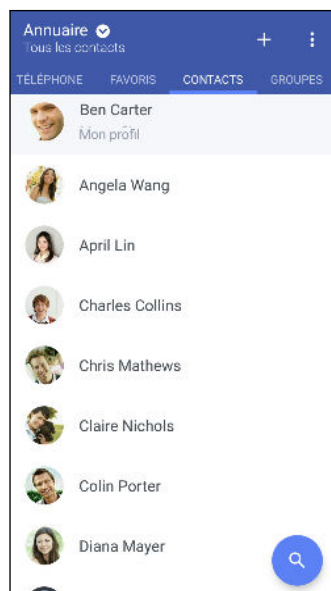 Annuaire
Tous les contacts
TÉLÉPHONE FAVORIS CONTACTS GROUPES
Ben Carter
Mon profil
Angela Wang
April Lin
Charles Collins
Chris Mathews
Claire Nichols
Colin Porter
Diana Mayer